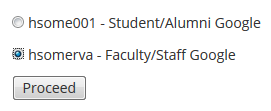 hsome001 - Student/Alumni Google
hsomerva - Faculty/Staff Google
Proceed